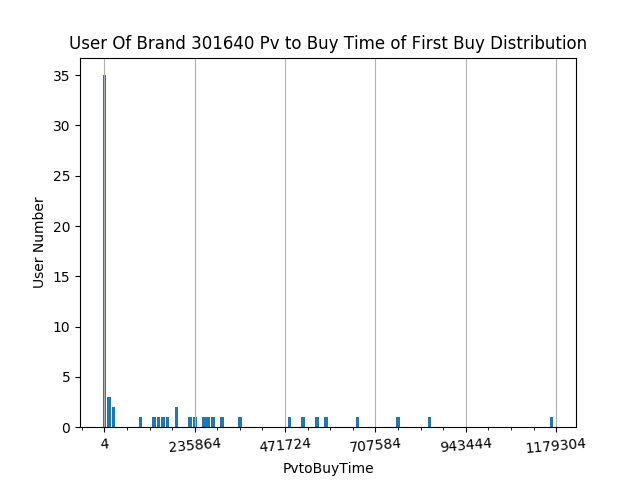 User Of Brand 301640 Pv to Buy Time of First Buy Distribution
35
30
25
20
15
10
5
0
User Number
4 235864 471724 707584 943444 1179304
PvtoBuyTime